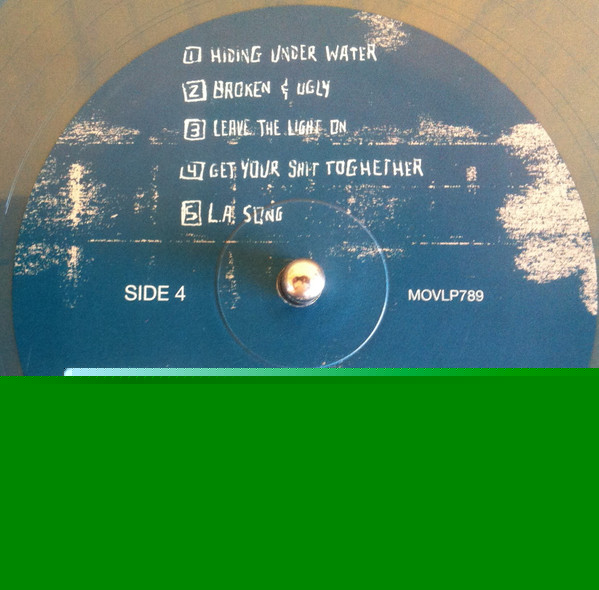 1 HIDING UNDER WATER
2 BROKEN & UGLY
3 LEAVE THE LIGHT ON
4 GET YOUR SHIT TOGHETHER
5 L.A. SONG
SIDE 4
MOVLP789